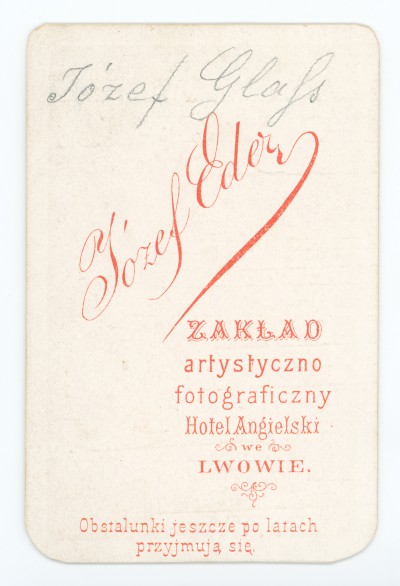 Józef Glaſs
Józef Eder
ZAKŁAD
artystyczno
fotograficzny
Hotel Angielski
we
LWOWIE.
Obstalunki jeszcze po latach
przyjmują się.